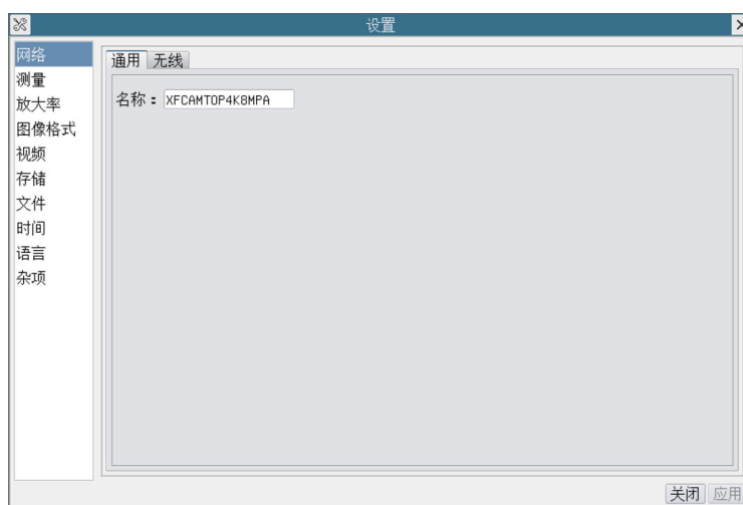 设置
网络
测量
放大率
图像格式
视频
存储
文件
时间
语言
杂项
通用 无线
名称： XFCAMTOP4K8MPA
关闭 应用